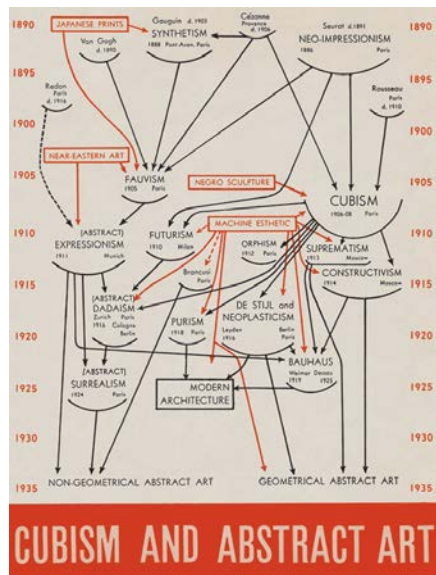 1890
JAPANESE PRINTS
Gauguin d. 1903
SYNTHETISM
1888 Pont-Aven, Paris
Cézanne
Provence
d. 1906
Seurat d.1891
NEO-IMPRESSIONISM
1886 Paris
1890
Van Gogh
d. 1890
1895
Redon
Paris
d. 1916
Rousseau
Paris
d. 1910
1895
1900
1900
NEAR-EASTERN ART
FAUVISM
1905 Paris
NEGRO SCULPTURE
1905
CUBISM
1906-08 Paris
1905
1910
(ABSTRACT)
EXPRESSIONISM
1911 Munich
FUTURISM
1910 Milan
MACHINE ESTHETIC
ORPHISM
1912 Paris
SUPREMATISM
1913 Moscow
1910
Brancusi
Paris
CONSTRUCTIVISM
1914 Moscow
1915
(ABSTRACT)
DADAISM
Zurich Paris
1916 Cologne
Berlin
PURISM
1918 Paris
DE STIJL and
NEOPLASTICISM
Leyden Berlin
1916 Paris
1915
1920
BAUHAUS
Weimar Dessau
1919 1925
1920
1925
(ABSTRACT)
SURREALISM
1924 Paris
MODERN
ARCHITECTURE
1925
1930
1930
NON-GEOMETRICAL ABSTRACT ART
GEOMETRICAL ABSTRACT ART
1935
1935
CUBISM AND ABSTRACT ART